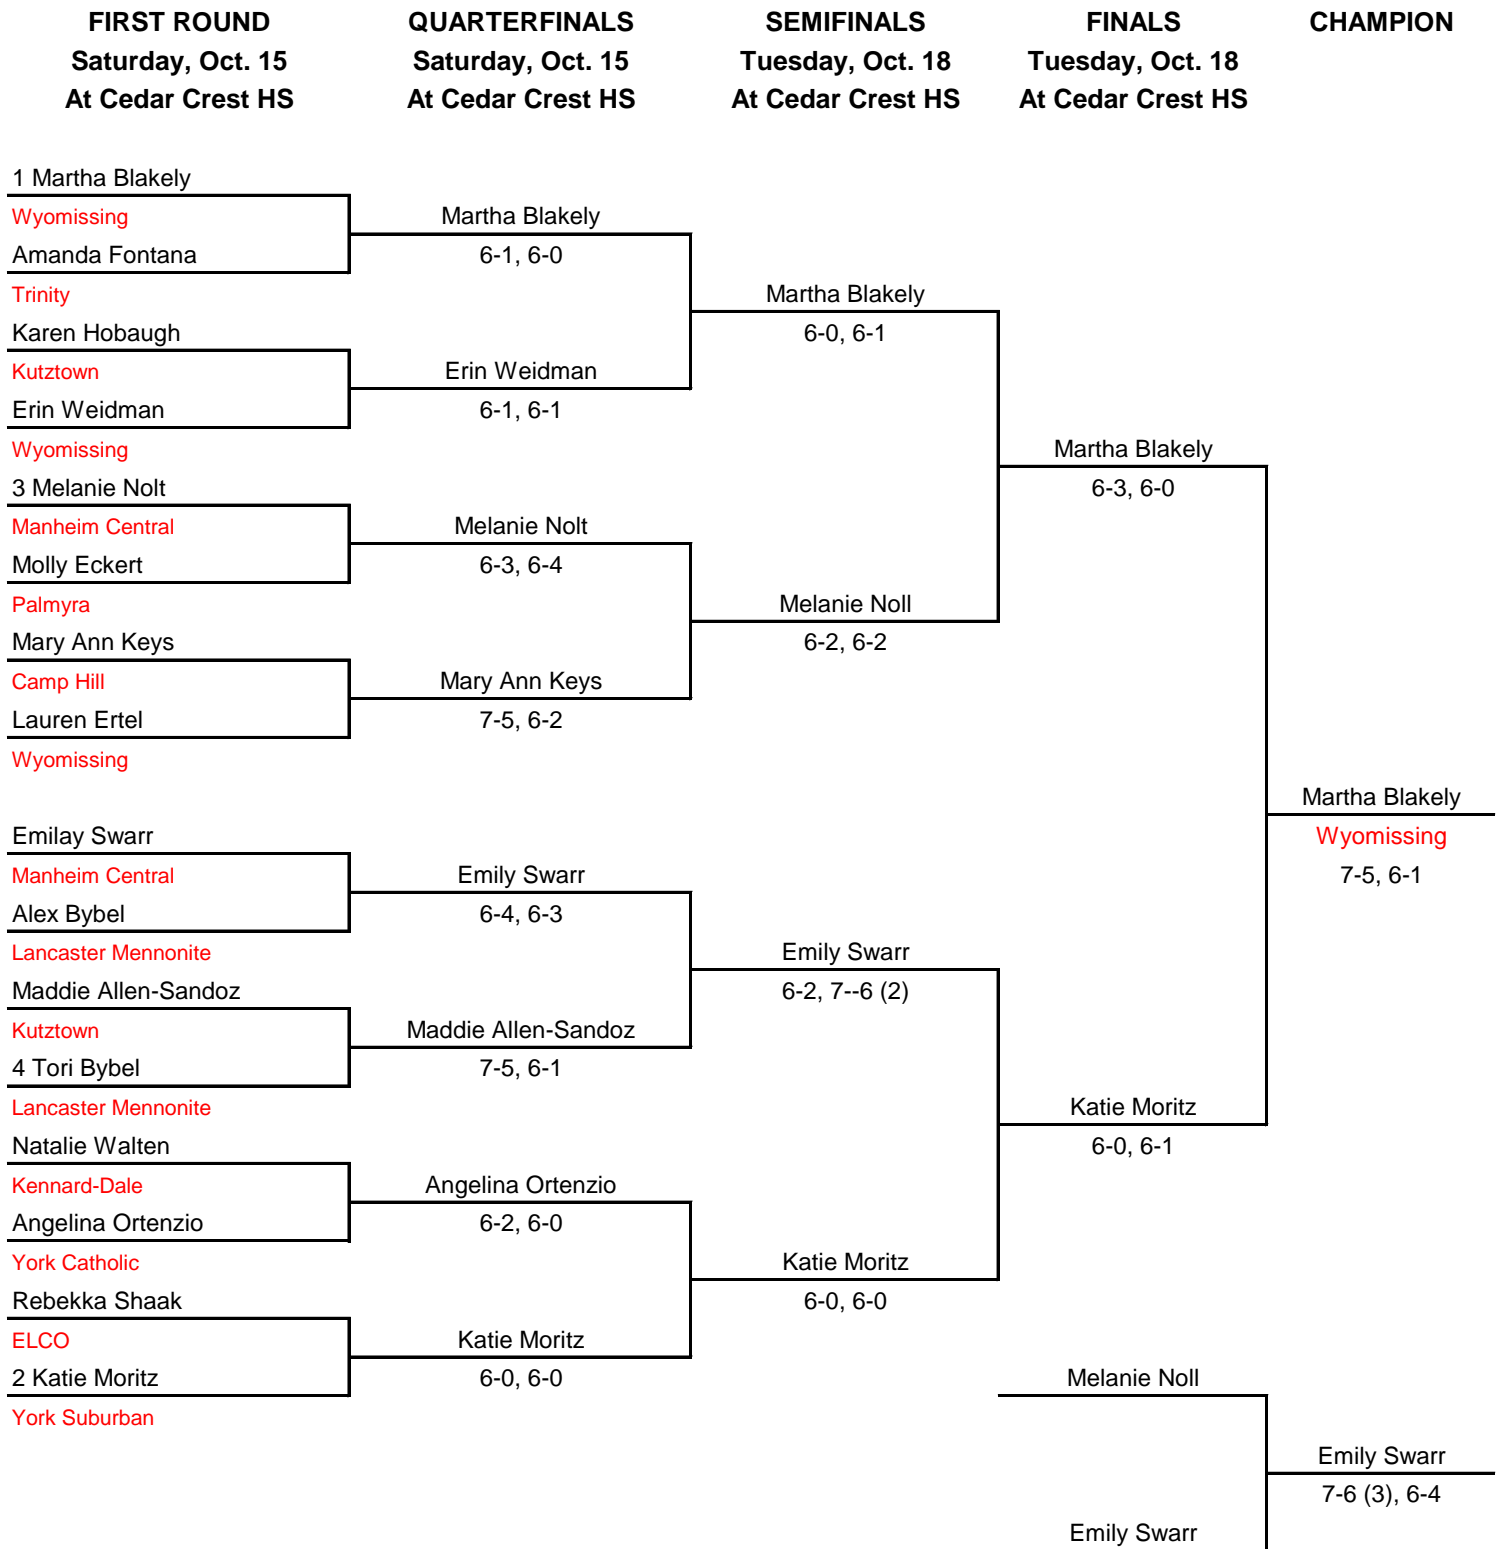 FIRST ROUND
Saturday, Oct. 15
At Cedar Crest HS
QUARTERFINALS
Saturday, Oct. 15
At Cedar Crest HS
SEMIFINALS
Tuesday, Oct. 18
At Cedar Crest HS
FINALS
Tuesday, Oct. 18
At Cedar Crest HS
CHAMPION
1 Martha Blakely
Wyomissing
Amanda Fontana
Trinity
Karen Hobaugh
Kutztown
Erin Weidman
Wyomissing
3 Melanie Nolt
Manheim Central
Molly Eckert
Palmyra
Mary Ann Keys
Camp Hill
Lauren Ertel
Wyomissing
Emilay Swarr
Manheim Central
Alex Bybel
Lancaster Mennonite
Maddie Allen-Sandoz
Kutztown
4 Tori Bybel
Lancaster Mennonite
Natalie Walten
Kennard-Dale
Angelina Ortenzio
York Catholic
Rebekka Shaak
ELCO
2 Katie Moritz
York Suburban
Martha Blakely
6-1, 6-0
Erin Weidman
6-1, 6-1
Melanie Nolt
6-3, 6-4
Mary Ann Keys
7-5, 6-2
Emily Swarr
6-4, 6-3
Maddie Allen-Sandoz
7-5, 6-1
Angelina Ortenzio
6-2, 6-0
Katie Moritz
6-0, 6-0
Martha Blakely
6-0, 6-1
Melanie Noll
6-2, 6-2
Emily Swarr
6-2, 7--6 (2)
Katie Moritz
6-0, 6-0
Martha Blakely
6-3, 6-0
Katie Moritz
6-0, 6-1
Melanie Noll
Emily Swarr
Martha Blakely
Wyomissing
7-5, 6-1
Emily Swarr
7-6 (3), 6-4